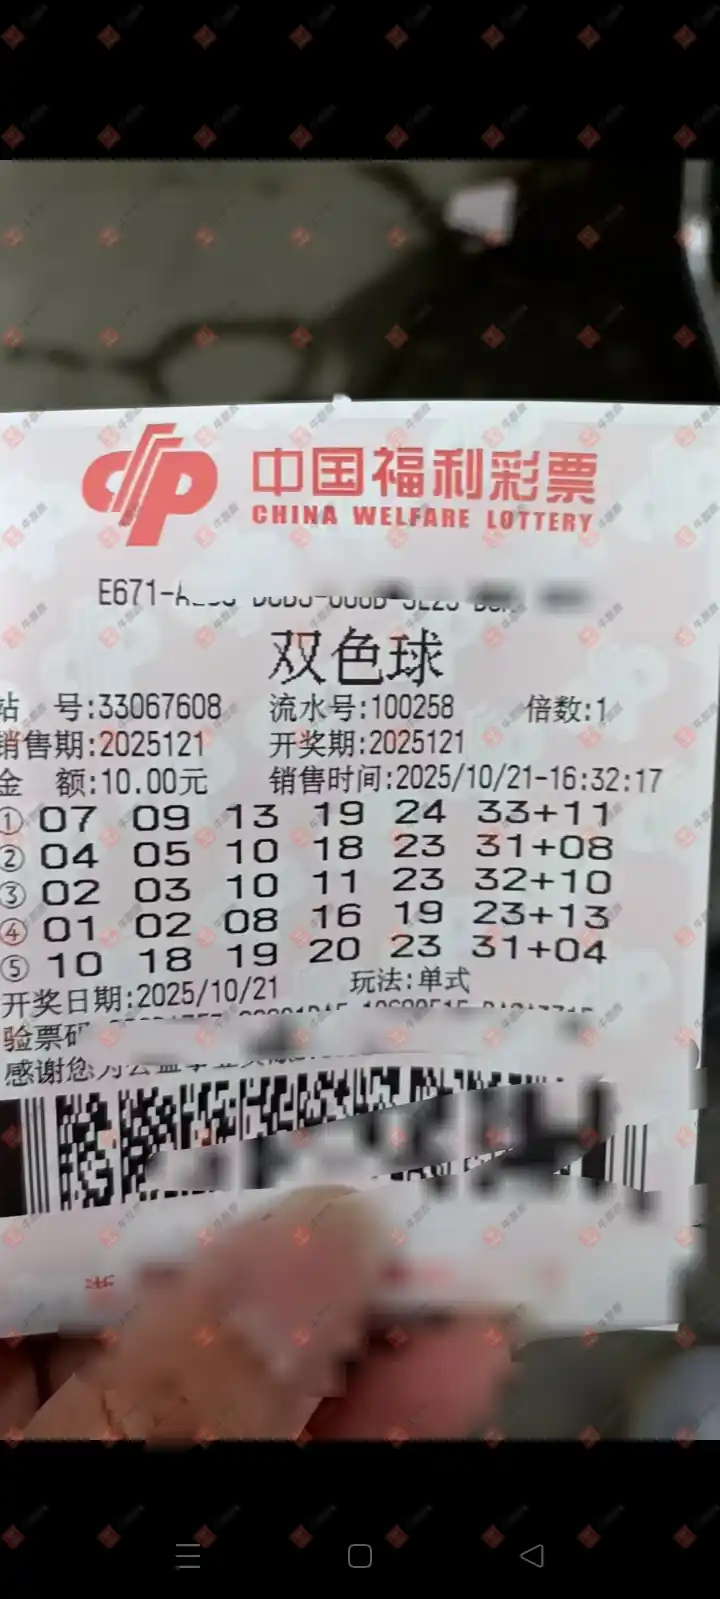 中国福利彩票
CHINA WELFARE LOTTERY
E671-
双色球
站 号:33067608 流水号:100258 倍数:1
销售期:2025121 开奖期:2025121
金 额:10.00元 销售时间:2025/10/21-16:32:17
① 07 09 13 19 24 33+11
② 04 05 10 18 23 31+08
③ 02 03 10 11 23 32+10
④ 01 02 08 16 19 23+13
⑤ 10 18 19 20 23 31+04
开奖日期:2025/10/21 玩法:单式
验票码
感谢您为公益事业